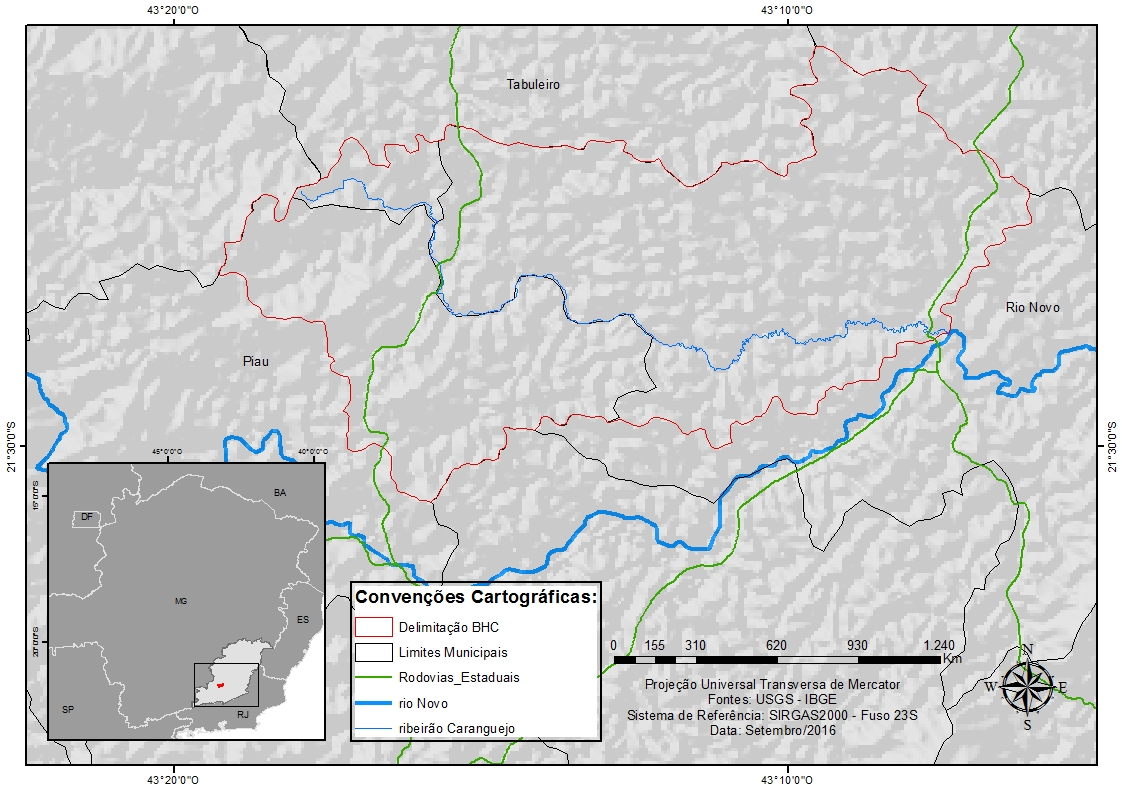 43°20'0"O
43°10'0"O
Tabuleiro
Rio Novo
Piau
21°30'0"S
21°30'0"S
45°0'0"O
40°0'0"O
15°0'0"S
20°0'0"S
BA
DF
MG
ES
SP
RJ
Convenções Cartográficas:
Delimitação BHC
Limites Municipais
Rodovias_Estaduais
rio Novo
ribeirão Caranguejo
0 155 310 620 930 1.240
Km
Projeção Universal Transversa de Mercator
Fontes: USGS - IBGE
Sistema de Referência: SIRGAS2000 - Fuso 23S
Data: Setembro/2016
N
W E
S
43°20'0"O
43°10'0"O